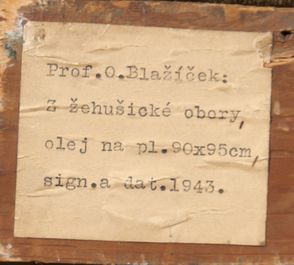 Prof.O.Blažíček:
Z žehušické obory,
olej na pl.90x95cm,
sign.a dat.1943.